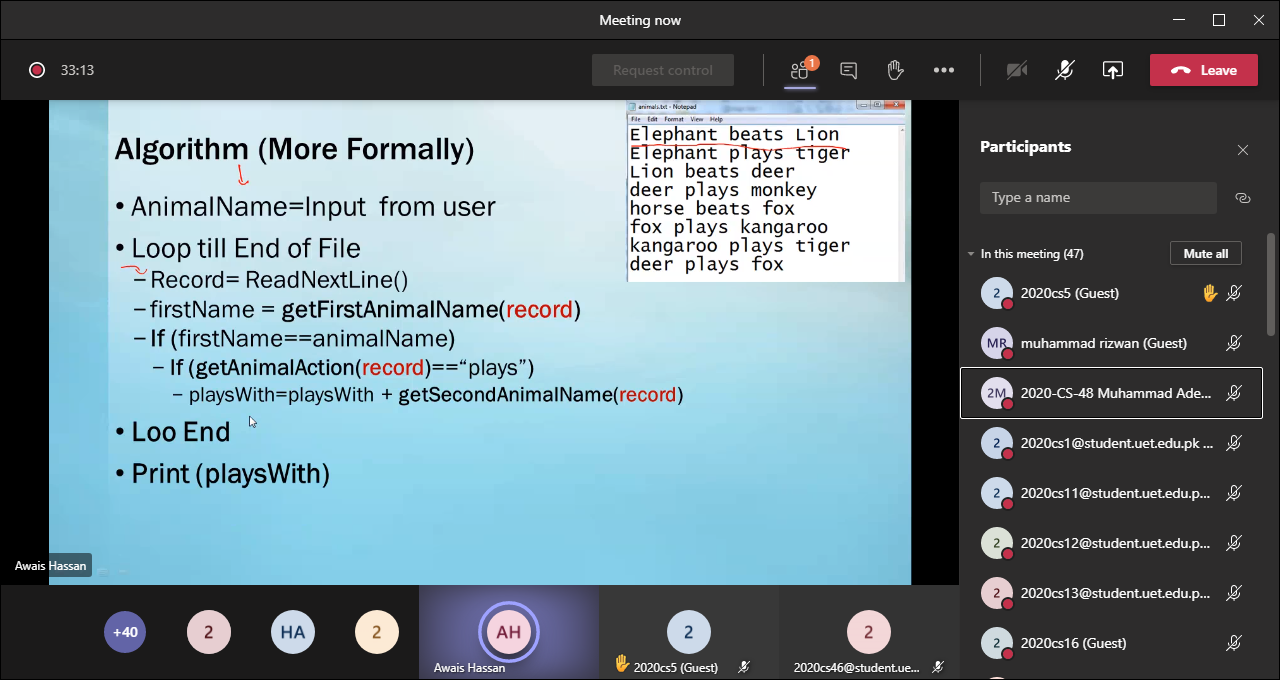 Meeting now
33:13
Request control
1
Leave
Algorithm (More Formally)
• AnimalName=Input from user
• Loop till End of File
– Record= ReadNextLine()
– firstName = getFirstAnimalName(record)
– If (firstName==animalName)
– If (getAnimalAction(record)==“plays”)
– playsWith=playsWith + getSecondAnimalName(record)
• Loo End
• Print (playsWith)
animals.txt - Notepad
File Edit Format View Help
Elephant beats Lion
Elephant plays tiger
Lion beats deer
deer plays monkey
horse beats fox
fox plays kangaroo
kangaroo plays tiger
deer plays fox
Awais Hassan
+40
2
HA
2
AH
Awais Hassan
2
2020cs5 (Guest)
2
2020cs46@student.ue...
Participants
Type a name
In this meeting (47)
Mute all
2
2020cs5 (Guest)
MR
muhammad rizwan (Guest)
2M
2020-CS-48 Muhammad Ade...
2
2020cs1@student.uet.edu.pk ...
2
2020cs11@student.uet.edu.p...
2
2020cs12@student.uet.edu.p...
2
2020cs13@student.uet.edu.p...
2
2020cs16 (Guest)